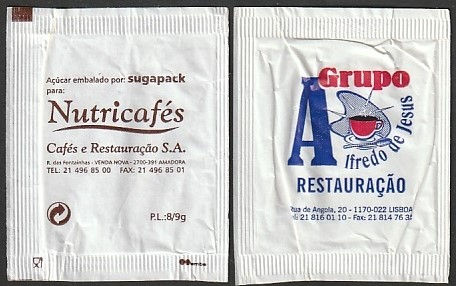 Açúcar embalado por: sugapack
para:
Nutricafés
Cafés e Restauração S.A.
R. das Fontainhas - VENDA NOVA - 2700-391 AMADORA
TEL: 21 496 85 00 FAX: 21 496 85 01
P.L.:8/9g
Grupo
Alfredo de Jesus
RESTAURAÇÃO
Rua de Angola, 20 - 1170-022 LISBOA
21 816 01 10 - Fax: 21 814 76 3